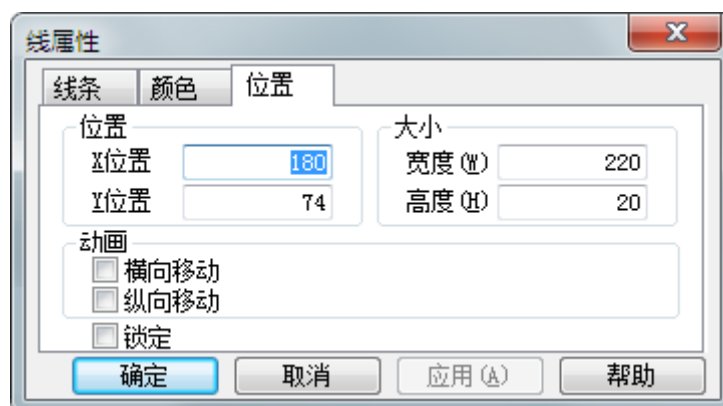 线属性
线条 颜色 位置
位置 大小
X位置 180 宽度(W) 220
Y位置 74 高度(H) 20
动画
横向移动
纵向移动
锁定
确定 取消 应用(A) 帮助